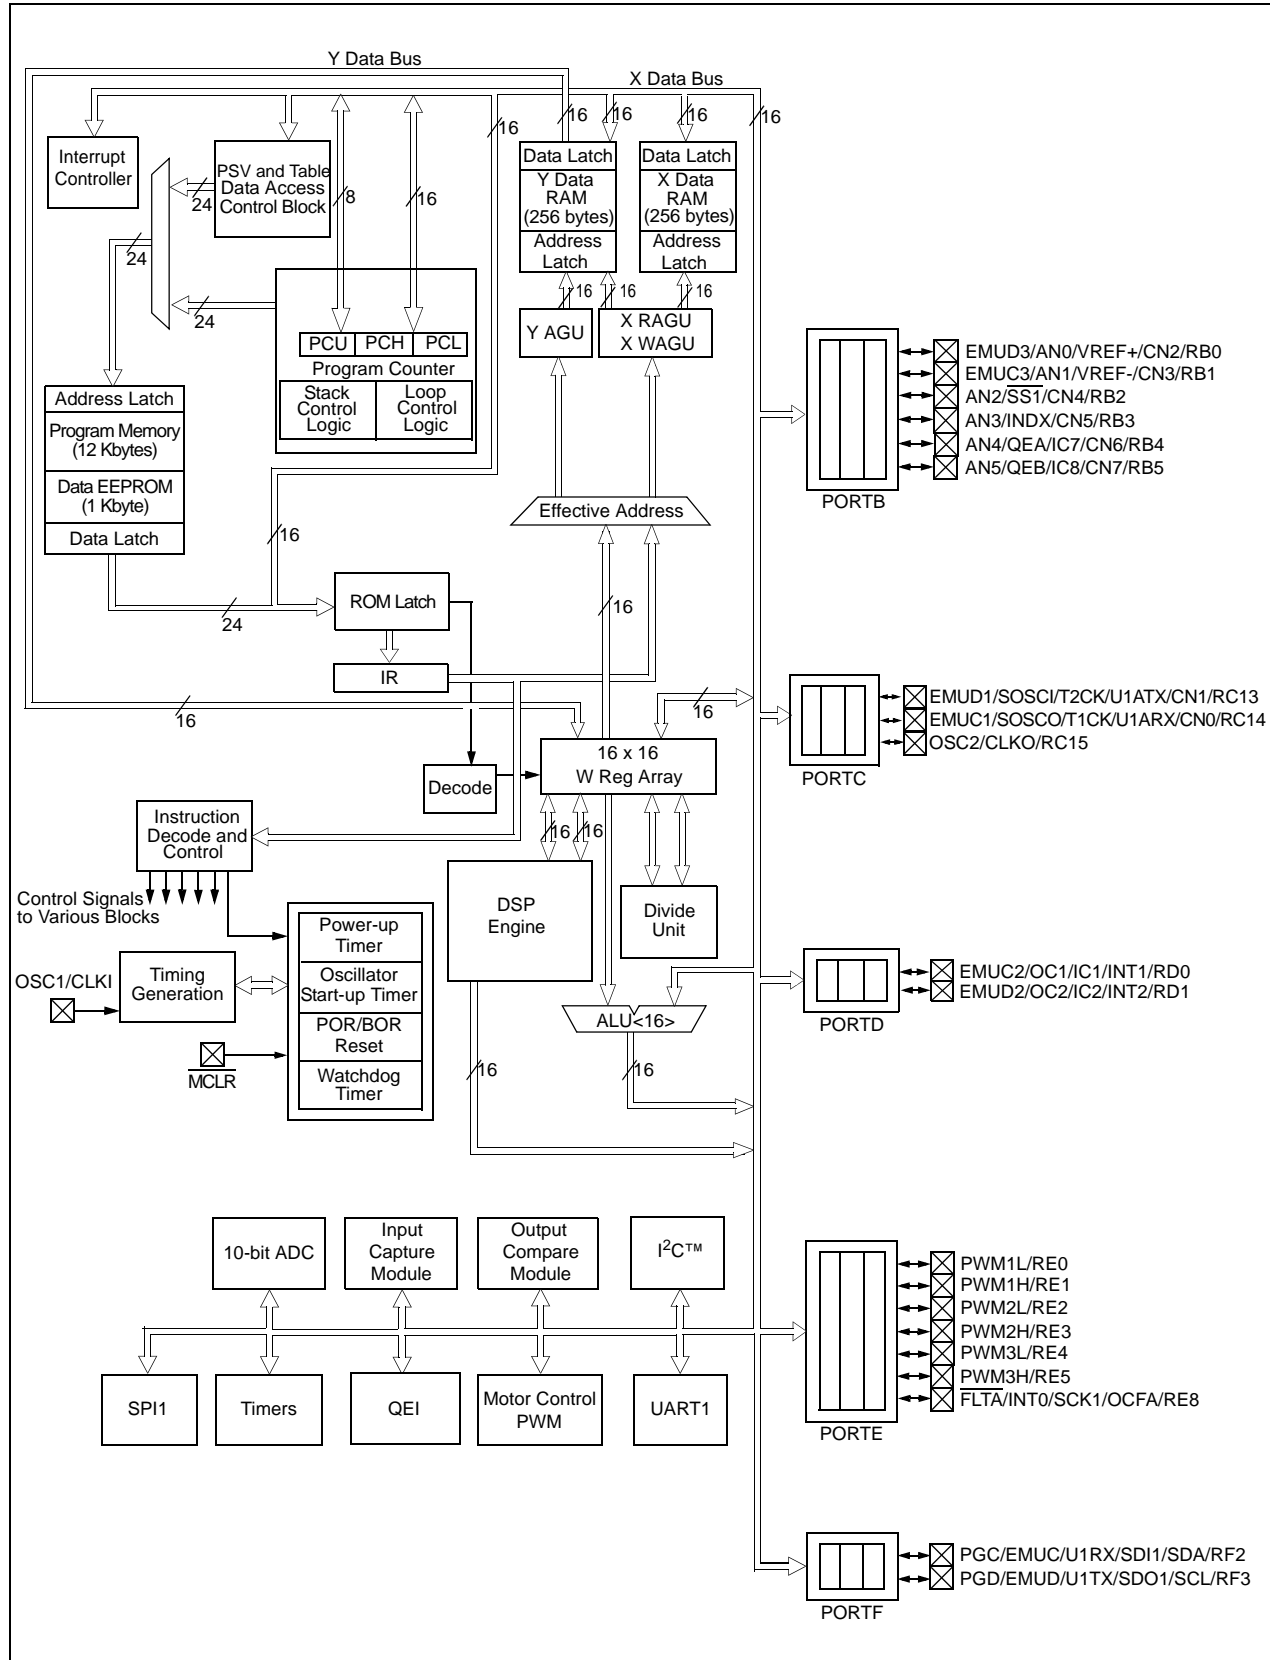 Y Data Bus
X Data Bus
16
16
16
16
16
Interrupt
Controller
PSV and Table
Data Access
Control Block
24
24
24
8
16
Data Latch
Y Data
RAM
(256 bytes)
Address
Latch
Data Latch
X Data
RAM
(256 bytes)
Address
Latch
16
16
16
Y AGU
X RAGU
X WAGU
PCU
PCH
PCL
Program Counter
Stack
Control
Logic
Loop
Control
Logic
Address Latch
Program Memory
(12 Kbytes)
Data EEPROM
(1 Kbyte)
Data Latch
Effective Address
16
24
16
ROM Latch
IR
16
16
16 x 16
W Reg Array
Decode
Instruction
Decode and
Control
Control Signals
to Various Blocks
16
16
DSP
Engine
Divide
Unit
Power-up
Timer
Oscillator
Start-up Timer
POR/BOR
Reset
Watchdog
Timer
OSC1/CLKI
Timing
Generation
MCLR
ALU<16>
16
16
10-bit ADC
Input
Capture
Module
Output
Compare
Module
I²C™
SPI1
Timers
QEI
Motor Control
PWM
UART1
EMUD3/AN0/VREF+/CN2/RB0
EMUC3/AN1/VREF-/CN3/RB1
AN2/SS1/CN4/RB2
AN3/INDX/CN5/RB3
AN4/QEA/IC7/CN6/RB4
AN5/QEB/IC8/CN7/RB5
PORTB
EMUD1/SOSCI/T2CK/U1ATX/CN1/RC13
EMUC1/SOSCO/T1CK/U1ARX/CN0/RC14
OSC2/CLKO/RC15
PORTC
EMUC2/OC1/IC1/INT1/RD0
EMUD2/OC2/IC2/INT2/RD1
PORTD
PWM1L/RE0
PWM1H/RE1
PWM2L/RE2
PWM2H/RE3
PWM3L/RE4
PWM3H/RE5
FLTA/INT0/SCK1/OCFA/RE8
PORTE
PGC/EMUC/U1RX/SDI1/SDA/RF2
PGD/EMUD/U1TX/SDO1/SCL/RF3
PORTF